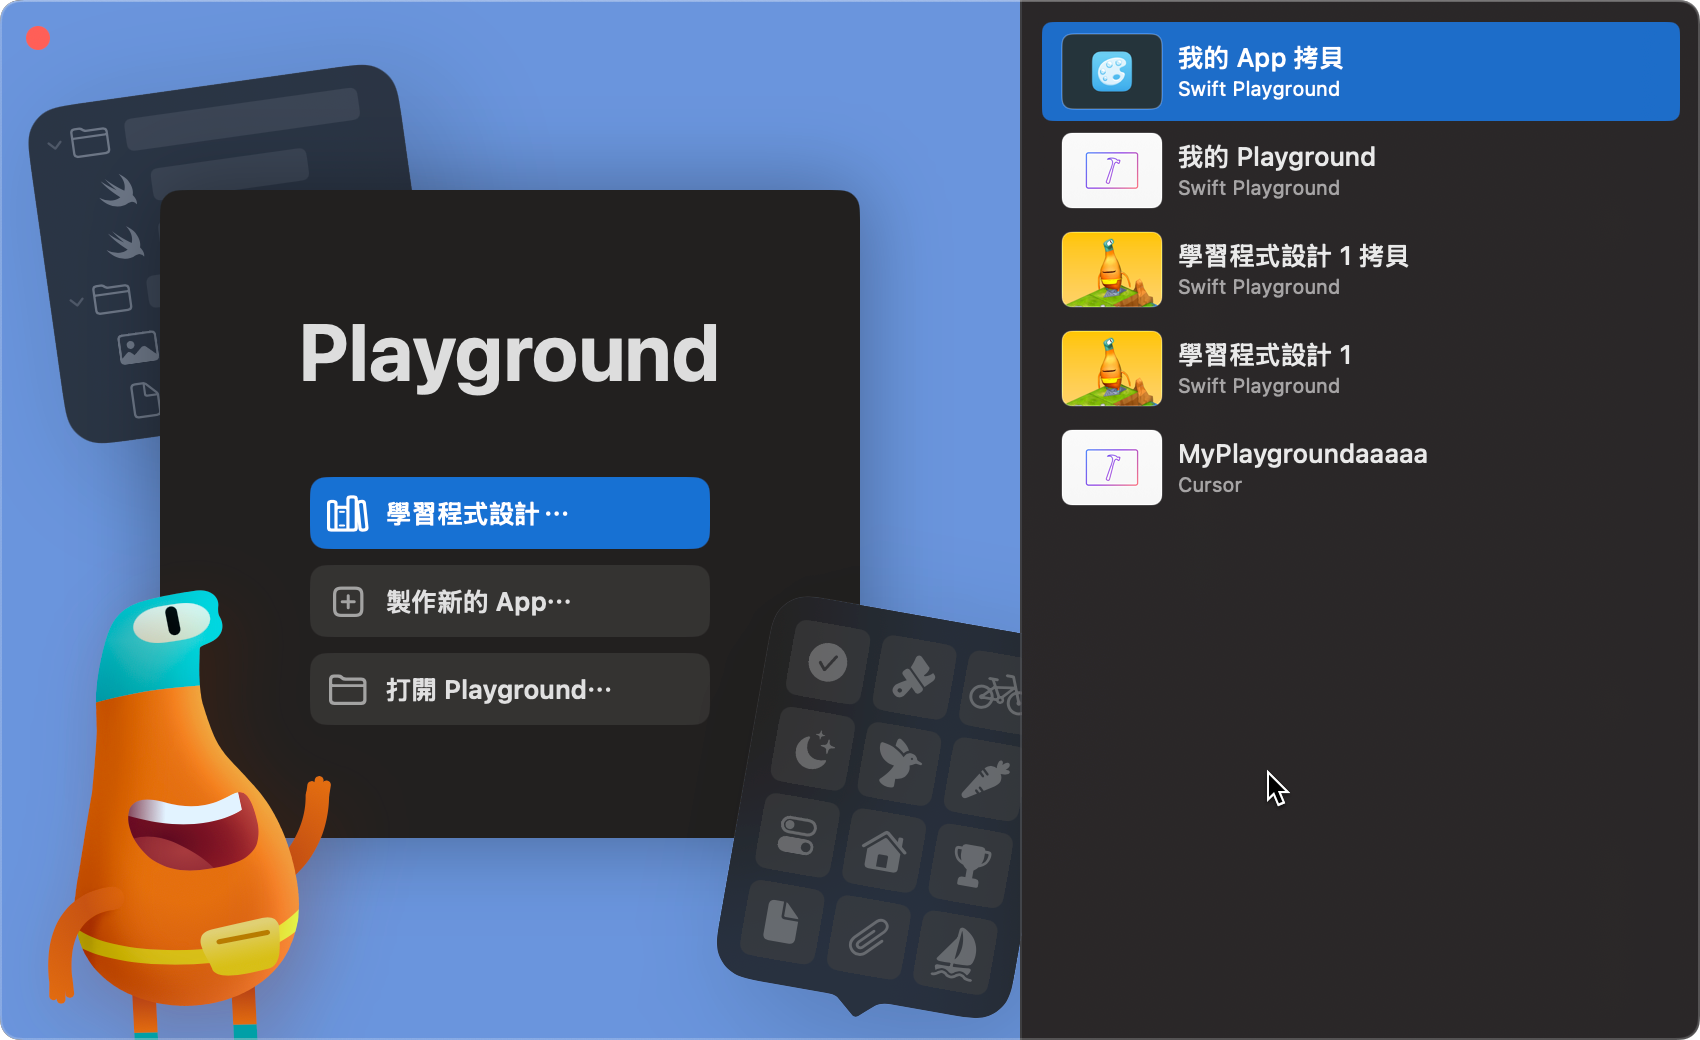 Playground
學習程式設計⋯
製作新的 App⋯
打開 Playground⋯
我的 App 拷貝
Swift Playground
我的 Playground
Swift Playground
學習程式設計 1 拷貝
Swift Playground
學習程式設計 1
Swift Playground
MyPlaygroundaaaaa
Cursor